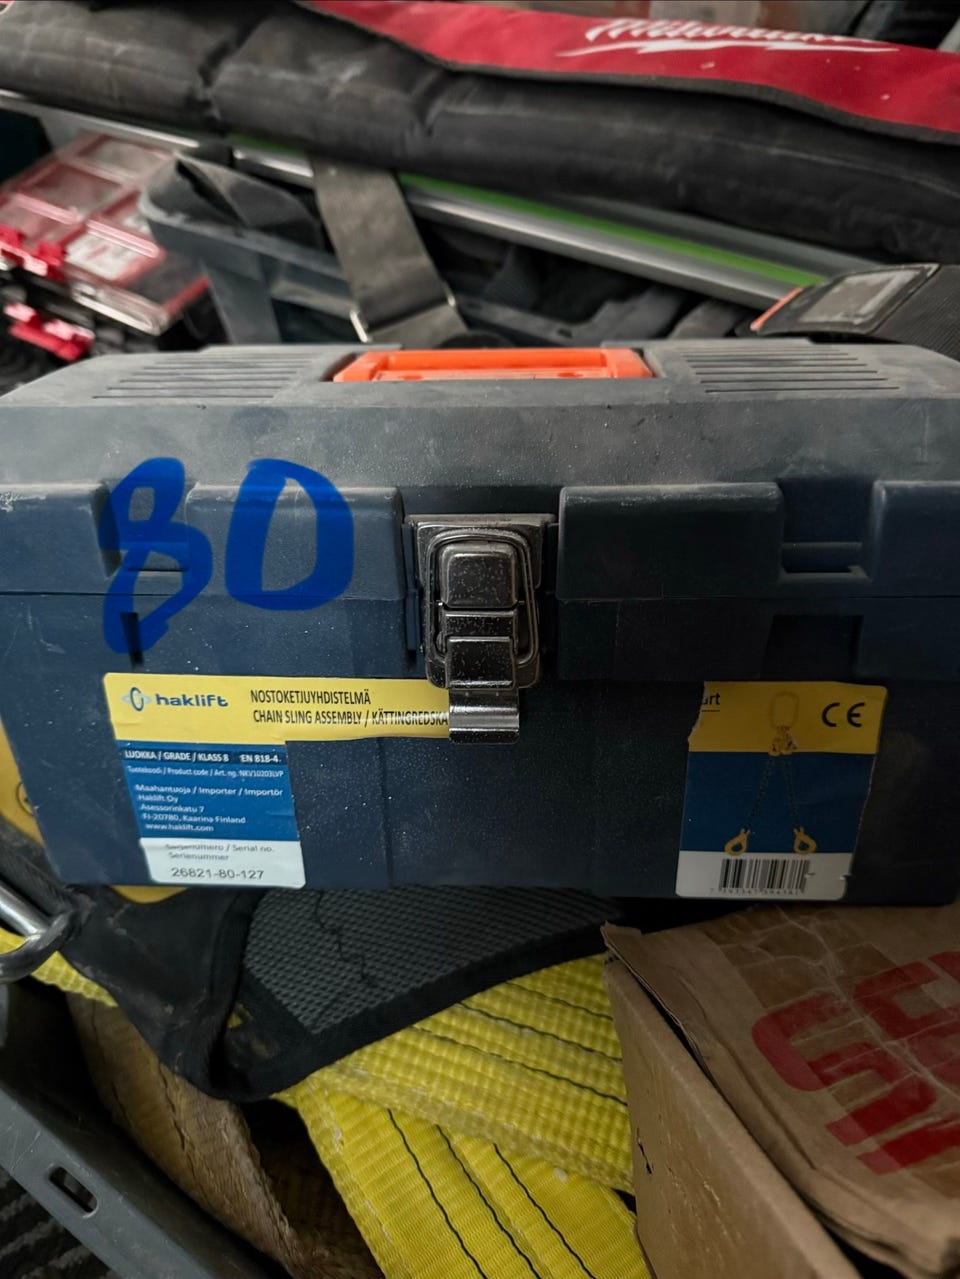 Milwaukee
80
haklift
NOSTOKETJUYHDISTELMÄ
CHAIN SLING ASSEMBLY / KÄTTINGREDSKA
LUOKKA / GRADE / KLASS 8 EN 818-4
Tuotekoodi / Product code / Art. ng. NKV10203LVP
Maahantuoja / Importer / Importör
Haklift Oy
Asessorinkatu 7
FI-20780, Kaarina Finland
www.haklift.com
Sarjanumero / Serial no.
Serienummer
26821-80-127
art
CE